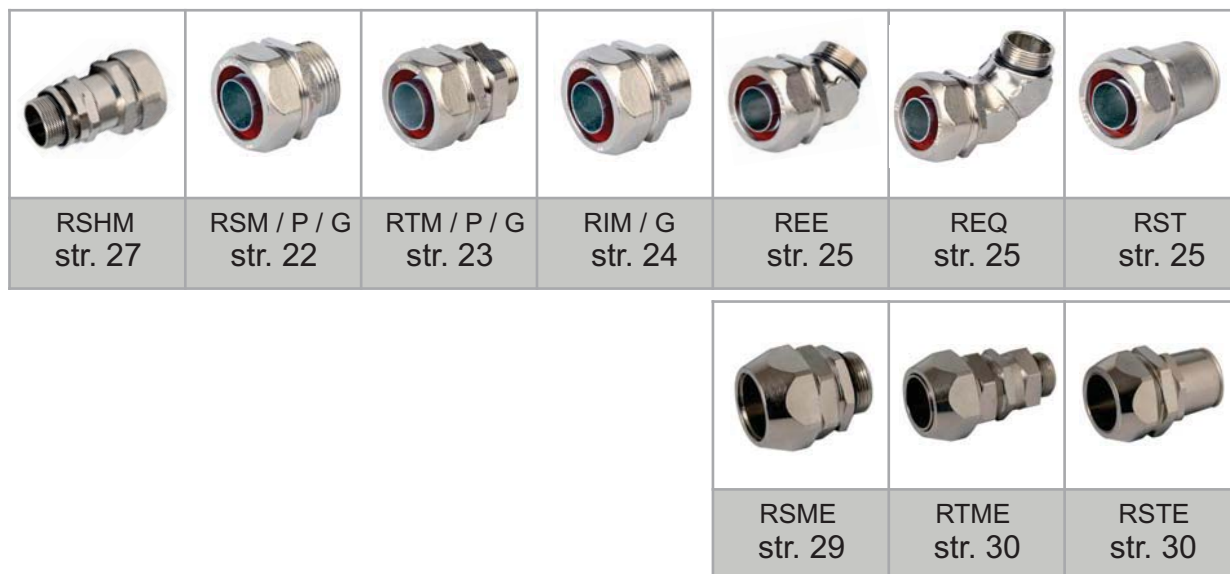 RSHM
str. 27
RSM / P / G
str. 22
RTM / P / G
str. 23
RIM / G
str. 24
REE
str. 25
REQ
str. 25
RST
str. 25
RSME
str. 29
RTME
str. 30
RSTE
str. 30